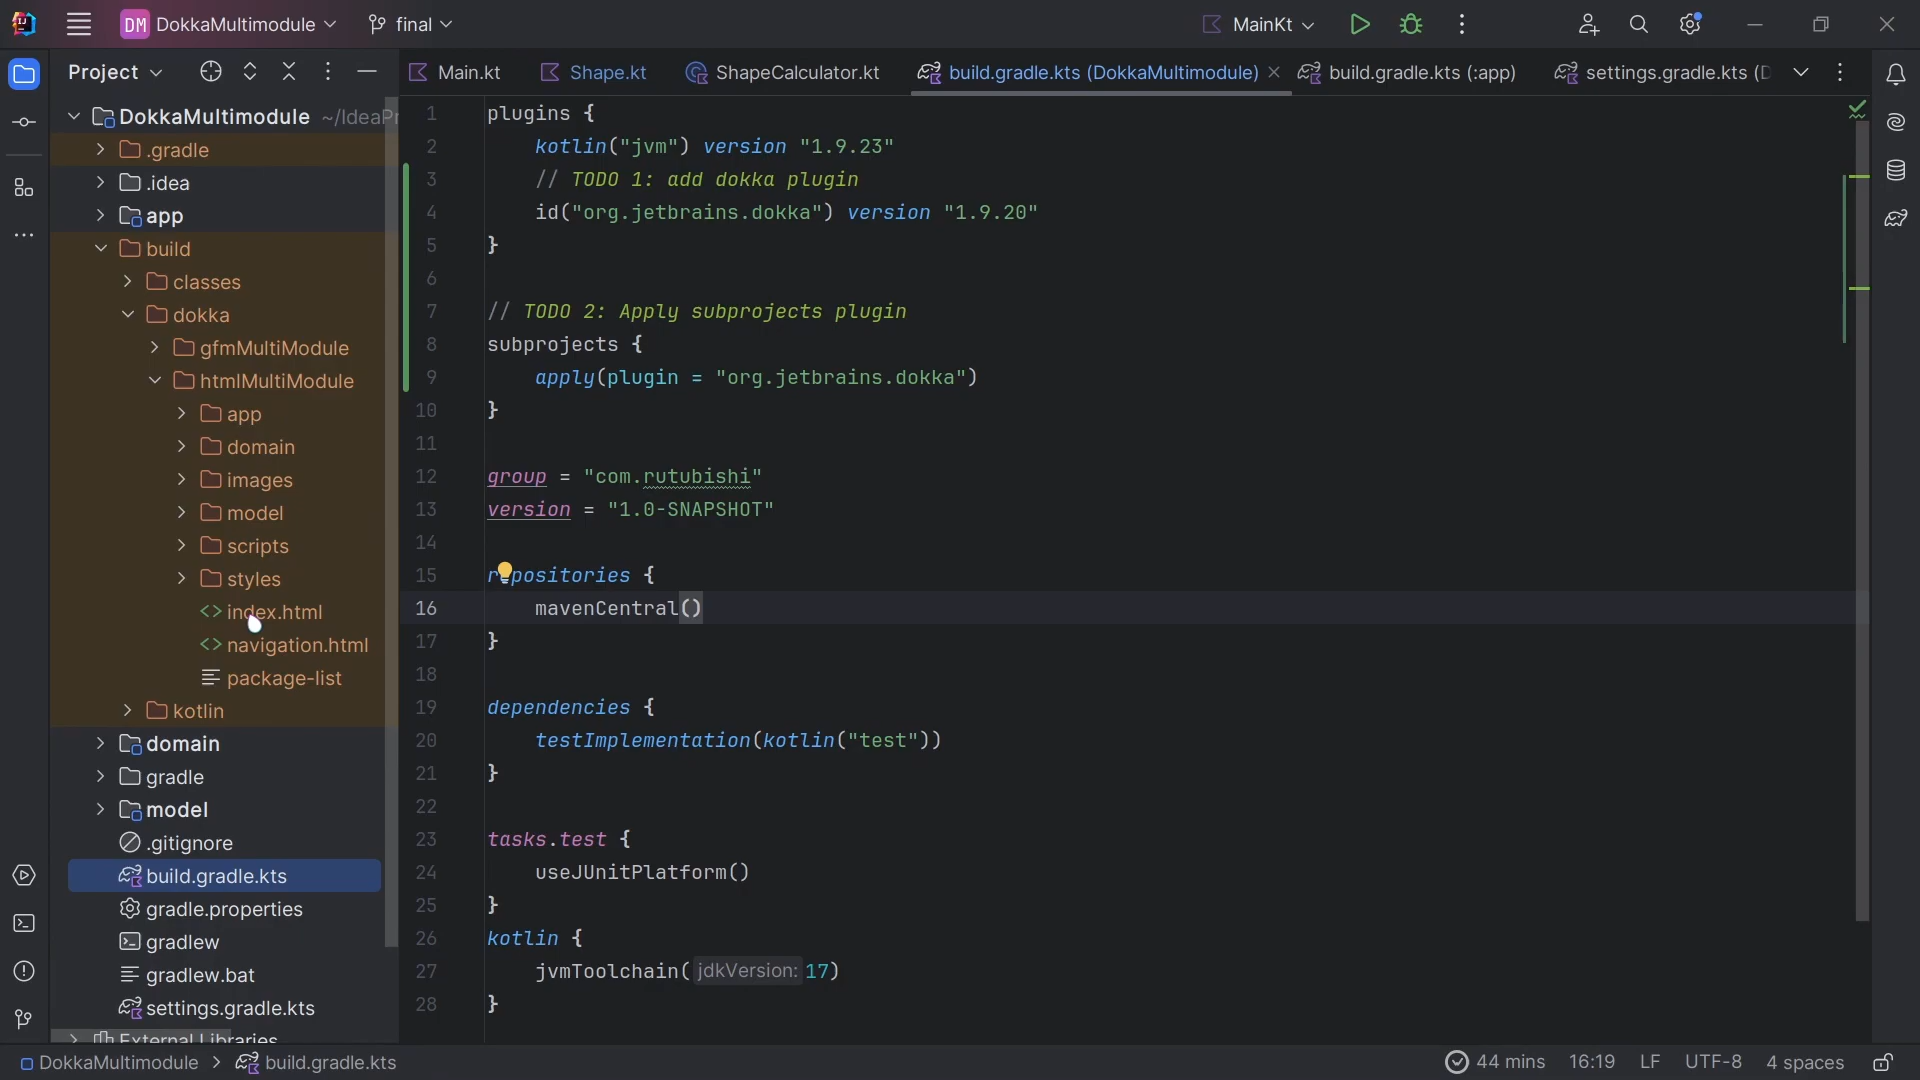 DM DokkaMultimodule final MainKt
Project
Main.kt Shape.kt ShapeCalculator.kt build.gradle.kts (DokkaMultimodule) build.gradle.kts (:app) settings.gradle.kts (D
DokkaMultimodule ~/IdeaPr
.gradle
.idea
app
build
classes
dokka
gfmMultiModule
htmlMultiModule
app
domain
images
model
scripts
styles
index.html
navigation.html
package-list
kotlin
domain
gradle
model
.gitignore
build.gradle.kts
gradle.properties
gradlew
gradlew.bat
settings.gradle.kts
External Libraries
1 plugins {
2 kotlin("jvm") version "1.9.23"
3 // TODO 1: add dokka plugin
4 id("org.jetbrains.dokka") version "1.9.20"
5 }
6
7 // TODO 2: Apply subprojects plugin
8 subprojects {
9 apply(plugin = "org.jetbrains.dokka")
10 }
11
12 group = "com.rutubishi"
13 version = "1.0-SNAPSHOT"
14
15 repositories {
16 mavenCentral()
17 }
18
19 dependencies {
20 testImplementation(kotlin("test"))
21 }
22
23 tasks.test {
24 useJUnitPlatform()
25 }
26 kotlin {
27 jvmToolchain( jdkVersion: 17)
28 }
DokkaMultimodule > build.gradle.kts 44 mins 16:19 LF UTF-8 4 spaces